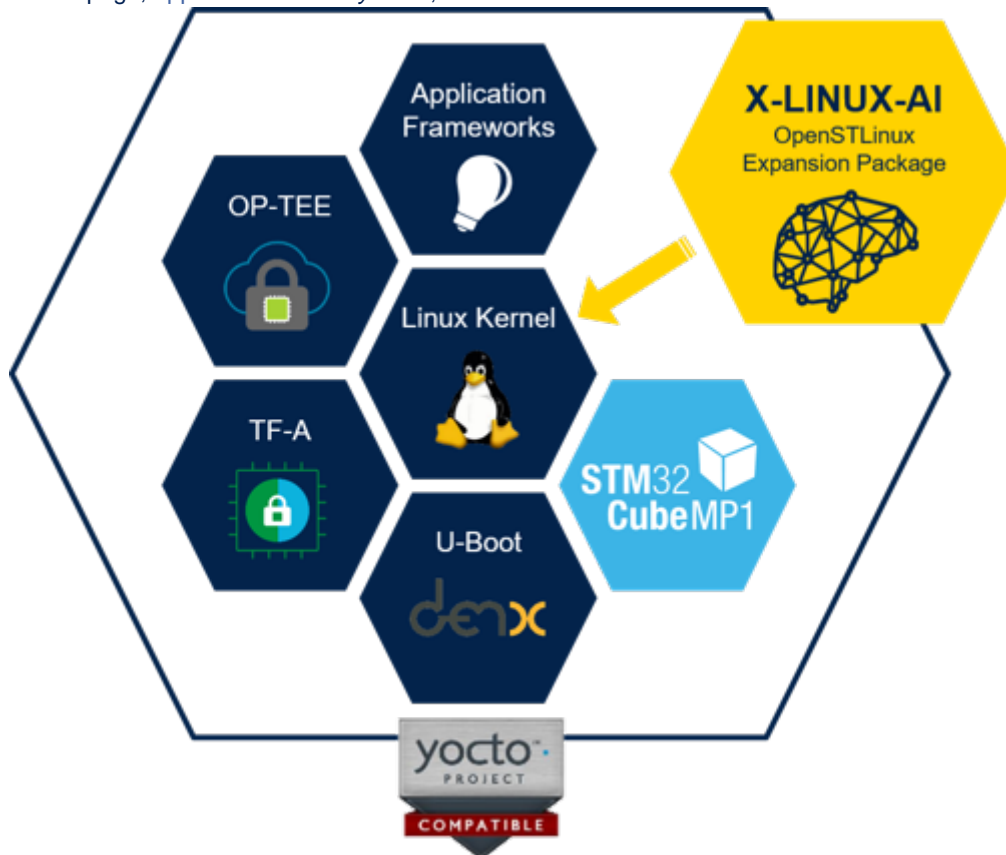 Application
Frameworks
X-LINUX-AI
OpenSTLinux
Expansion Package
OP-TEE
Linux Kernel
TF-A
STM32
CubeMP1
U-Boot
denx
yocto
PROJECT
COMPATIBLE